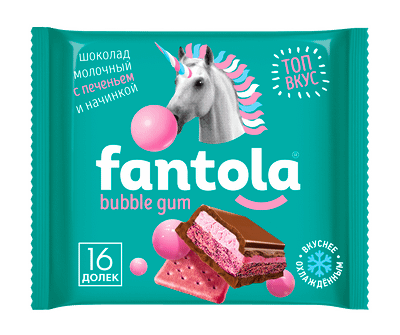 шоколад
молочный
с печеньем
и начинкой
ТОП
ВКУС
fantola®
bubble gum
16
ДОЛЕК
ВКУСНЕЕ
ОХЛАЖДЁННЫМ